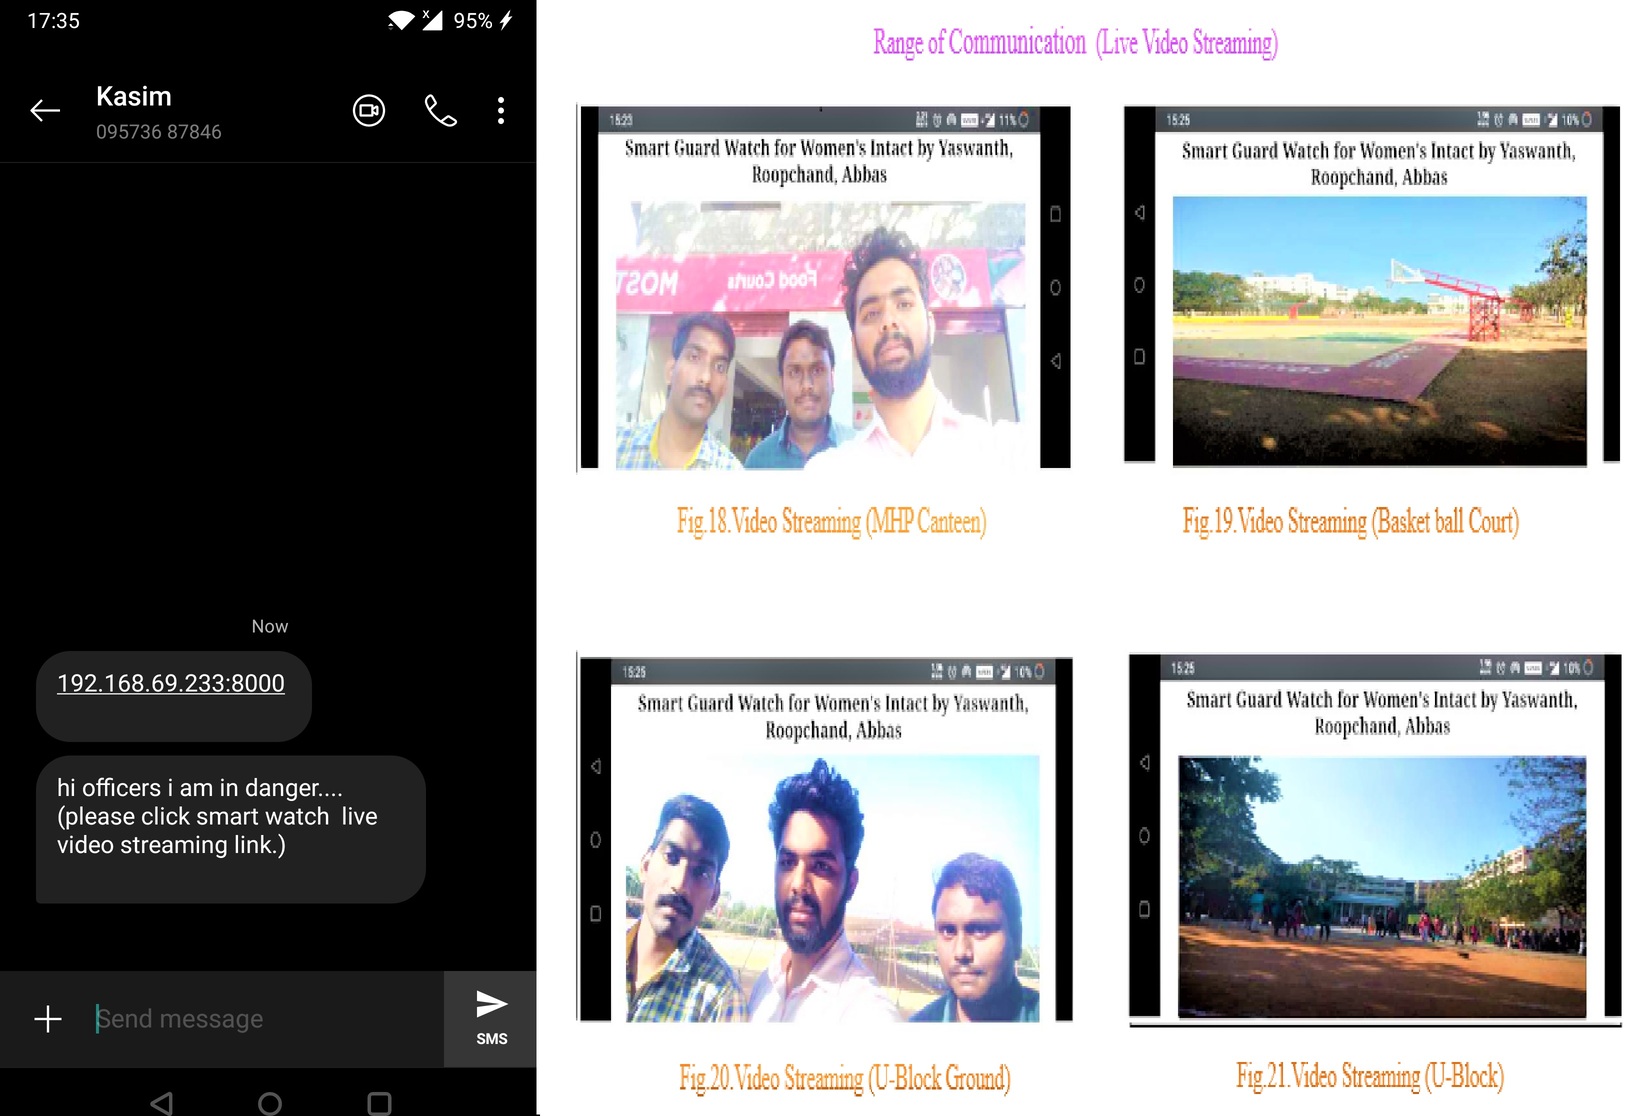 17:35
x 95%
Kasim
095736 87846
Now
192.168.69.233:8000
hi officers i am in danger....
(please click smart watch  live
video streaming link.)
Send message
SMS
Range of Communication (Live Video Streaming)
15:23
11%
Smart Guard Watch for Women's Intact by Yaswanth,
Roopchand, Abbas
MOST
Food Courts
Fig.18.Video Streaming (MHP Canteen)
15:25
10%
Smart Guard Watch for Women's Intact by Yaswanth,
Roopchand, Abbas
Fig.19.Video Streaming (Basket ball Court)
15:25
10%
Smart Guard Watch for Women's Intact by Yaswanth,
Roopchand, Abbas
Fig.20.Video Streaming (U-Block Ground)
15:25
10%
Smart Guard Watch for Women's Intact by Yaswanth,
Roopchand, Abbas
Fig.21.Video Streaming (U-Block)